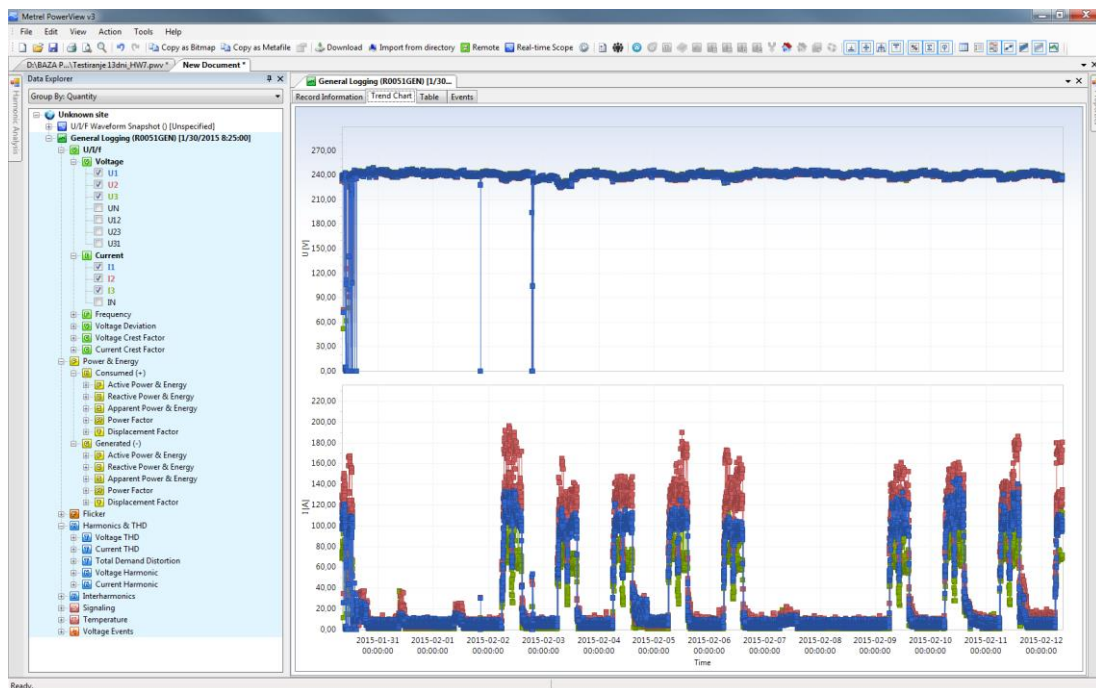 Metrel PowerView v3
File Edit View Action Tools Help
Copy as Bitmap Copy as Metafile Download Import from directory Remote Real-time Scope
D:\BAZA P...\Testiranje 13dni_HW7.pwv * New Document *
Data Explorer
Group By: Quantity
Harmonic Analysis
Unknown site
U/I/F Waveform Snapshot () [Unspecified]
General Logging (R0051GEN) [1/30/2015 8:25:00]
U/I/f
Voltage
U1
U2
U3
UN
U12
U23
U31
Current
I1
I2
I3
IN
Frequency
Voltage Deviation
Voltage Crest Factor
Current Crest Factor
Power & Energy
Consumed (+)
Active Power & Energy
Reactive Power & Energy
Apparent Power & Energy
Power Factor
Displacement Factor
Generated (-)
Active Power & Energy
Reactive Power & Energy
Apparent Power & Energy
Power Factor
Displacement Factor
Flicker
Harmonics & THD
Voltage THD
Current THD
Total Demand Distortion
Voltage Harmonic
Current Harmonic
Interharmonics
Signaling
Temperature
Voltage Events
General Logging (R0051GEN) [1/30...
Record Information Trend Chart Table Events
270,00
240,00
210,00
180,00
150,00
120,00
90,00
60,00
30,00
0,00
U [V]
220,00
200,00
180,00
160,00
140,00
120,00
100,00
80,00
60,00
40,00
20,00
0,00
I [A]
2015-01-31 2015-02-01 2015-02-02 2015-02-03 2015-02-04 2015-02-05 2015-02-06 2015-02-07 2015-02-08 2015-02-09 2015-02-10 2015-02-11 2015-02-12
00:00:00 00:00:00 00:00:00 00:00:00 00:00:00 00:00:00 00:00:00 00:00:00 00:00:00 00:00:00 00:00:00 00:00:00 00:00:00
Time
Ready.